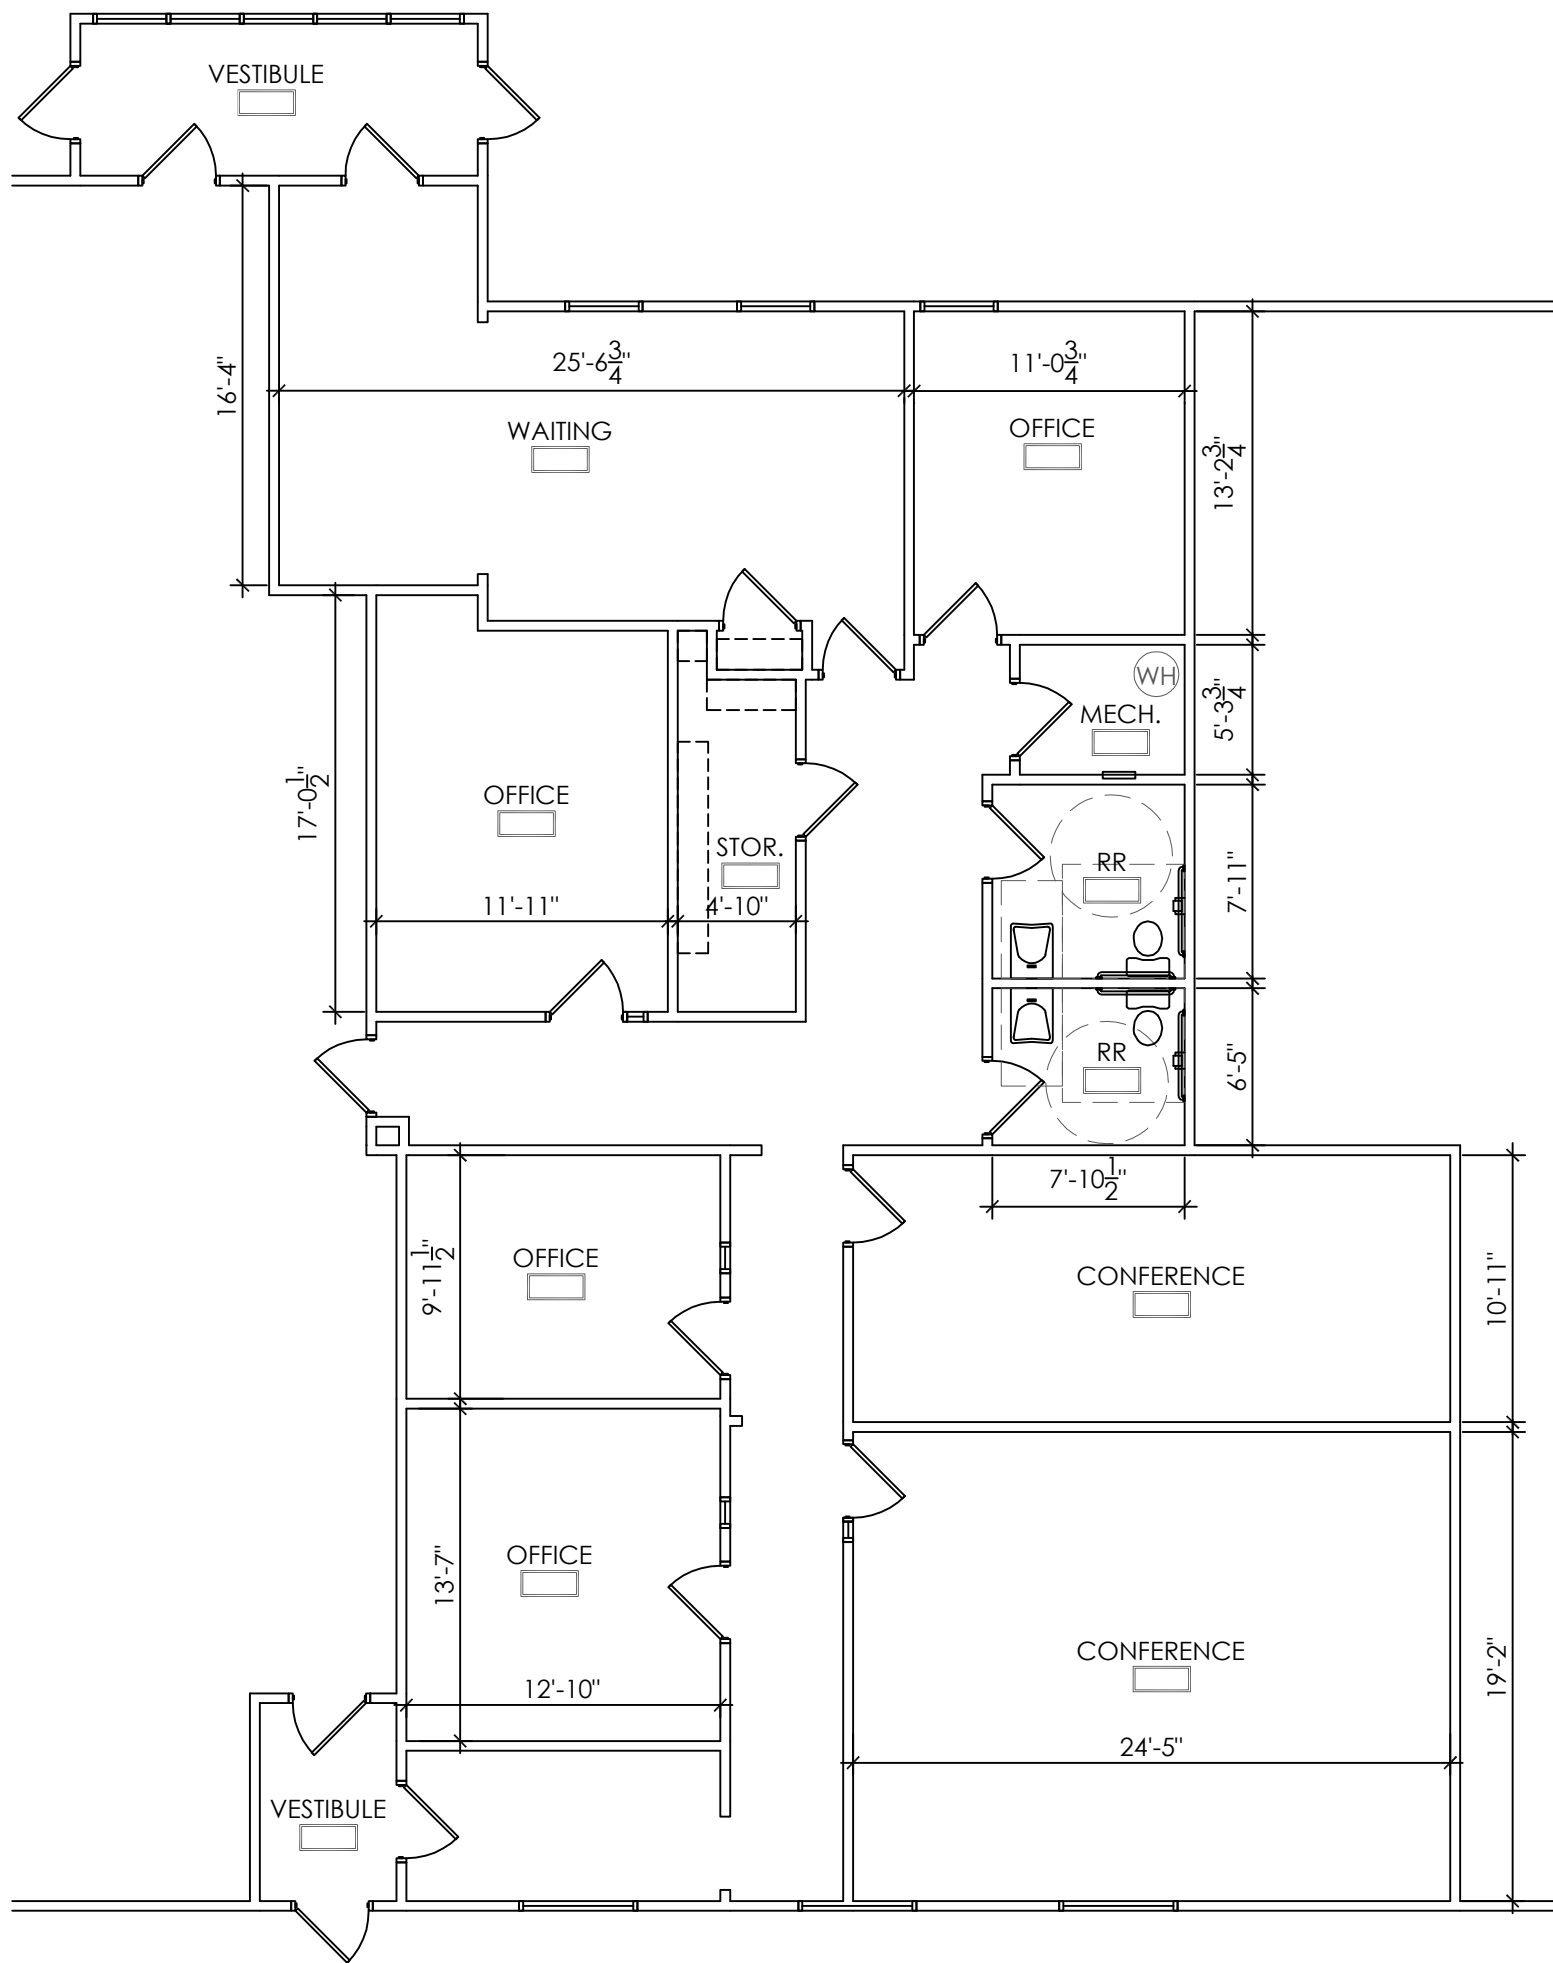 VESTIBULE
25'-6 3/4"
11'-0 3/4"
16'-4"
WAITING
OFFICE
13'-2 3/4"
WH
MECH.
5'-3 3/4"
17'-0 1/2"
OFFICE
STOR.
RR
7'-11"
11'-11"
4'-10"
RR
6'-5"
7'-10 1/2"
9'-11 1/2"
OFFICE
CONFERENCE
10'-11"
13'-7"
OFFICE
CONFERENCE
19'-2"
12'-10"
24'-5"
VESTIBULE